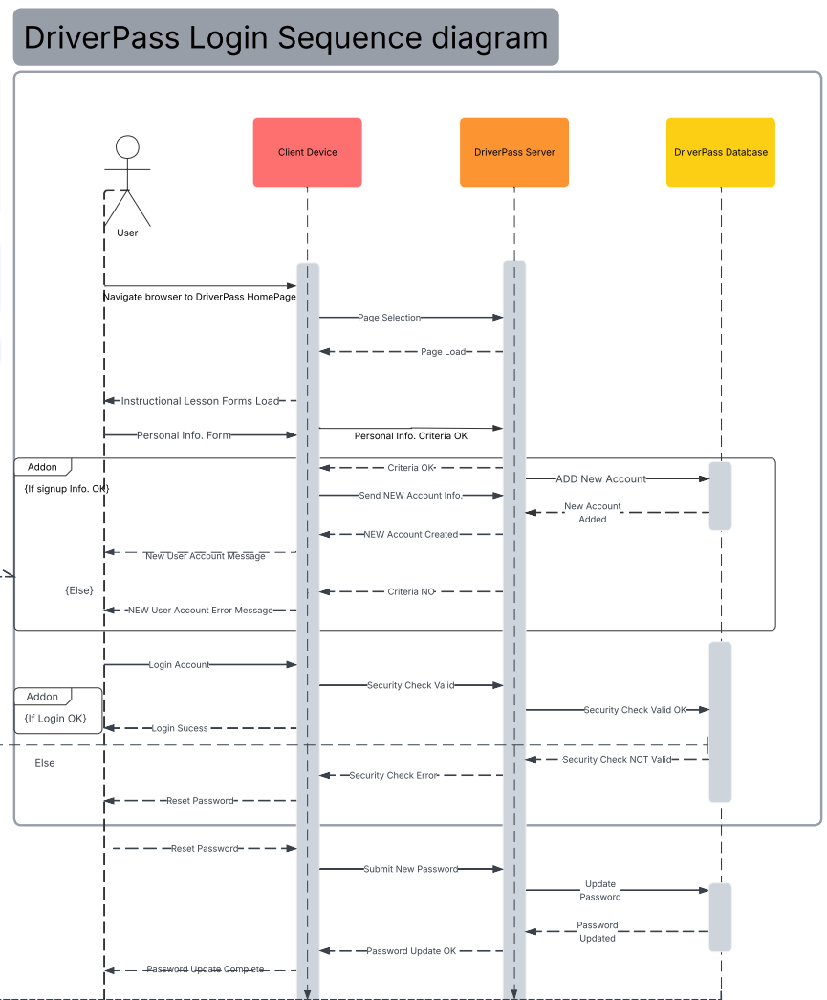 DriverPass Login Sequence diagram
Client Device
DriverPass Server
DriverPass Database
User
Navigate browser to DriverPass HomePage
Page Selection
Page Load
Instructional Lesson Forms Load
Personal Info. Form
Personal Info. Criteria OK
Addon
Criteria OK
ADD New Account
{If signup Info. OK}
Send NEW Account Info.
New Account
Added
NEW Account Created
New User Account Message
{Else}
Criteria NO
NEW User Account Error Message
Login Account
Security Check Valid
Addon
Security Check Valid OK
{If Login OK}
Login Sucess
Security Check NOT Valid
Else
Security Check Error
Reset Password
Reset Password
Submit New Password
Update
Password
Password
Updated
Password Update OK
Password Update Complete